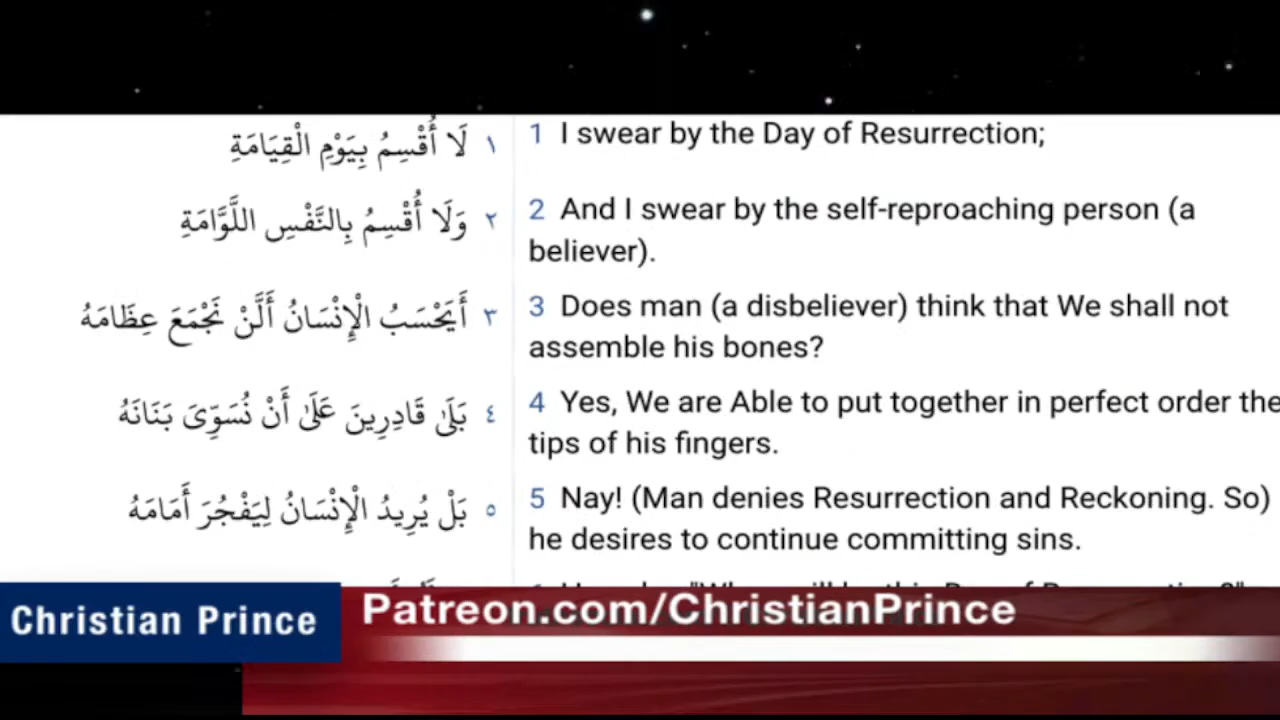 لَا أُقْسِمُ بِيَوْمِ الْقِيَامَةِ ١
1 I swear by the Day of Resurrection;
وَلَا أُقْسِمُ بِالنَّفْسِ اللَّوَّامَةِ ٢
2 And I swear by the self-reproaching person (a
believer).
أَيَحْسَبُ الْإِنْسَانُ أَلَّنْ نَجْمَعَ عِظَامَهُ ٣
3 Does man (a disbeliever) think that We shall not
assemble his bones?
بَلَىٰ قَادِرِينَ عَلَىٰ أَنْ نُسَوِّىَ بَنَانَهُ ٤
4 Yes, We are Able to put together in perfect order the
tips of his fingers.
بَلْ يُرِيدُ الْإِنْسَانُ لِيَفْجُرَ أَمَامَهُ ٥
5 Nay! (Man denies Resurrection and Reckoning. So)
he desires to continue committing sins.
Christian Prince
Patreon.com/ChristianPrince